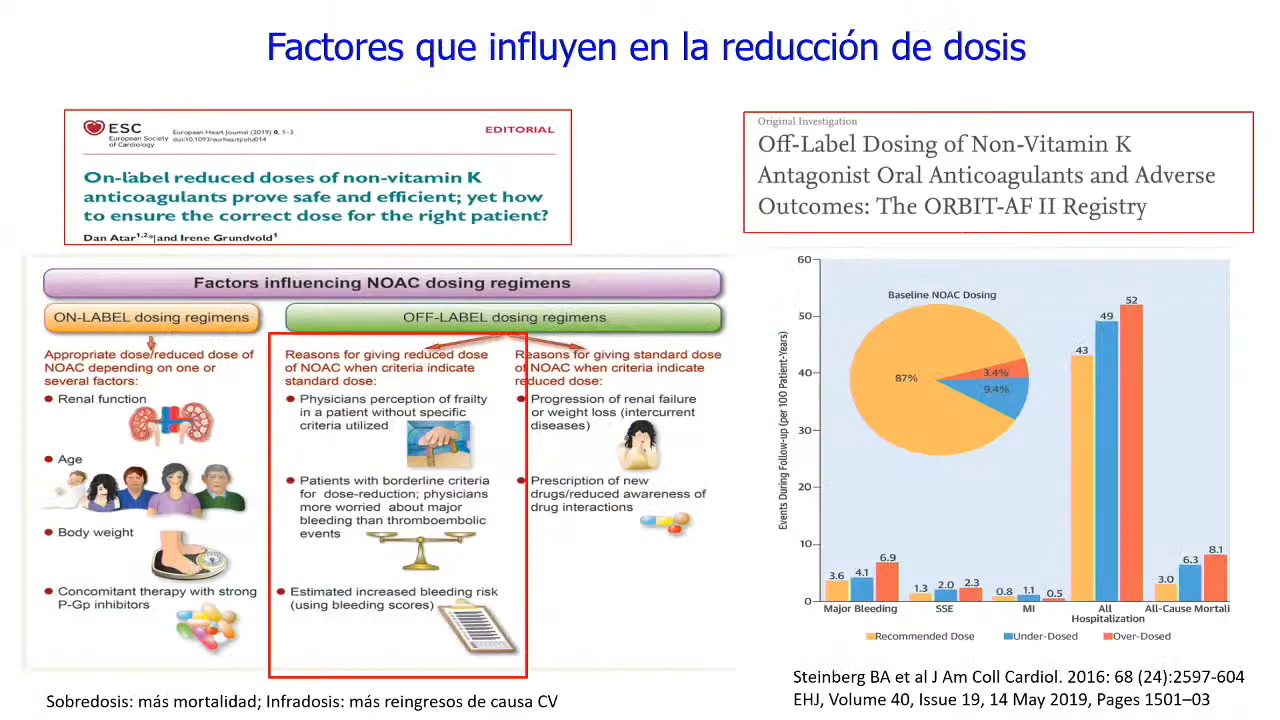 Factores que influyen en la reducción de dosis
ESC
European Society
of Cardiology
European Heart Journal (2019) 0, 1–3
doi:10.1093/eurheartj/ehz014
EDITORIAL
On-label reduced doses of non-vitamin K
anticoagulants prove safe and efficient; yet how
to ensure the correct dose for the right patient?
Dan Atar1,2* and Irene Grundvold1
Original Investigation
Off-Label Dosing of Non-Vitamin K
Antagonist Oral Anticoagulants and Adverse
Outcomes: The ORBIT-AF II Registry
Factors influencing NOAC dosing regimens
ON-LABEL dosing regimens
OFF-LABEL dosing regimens
Appropriate dose/reduced dose of
NOAC depending on one or
several factors:
Renal function
Age
Body weight
Concomitant therapy with strong
P-Gp inhibitors
Reasons for giving reduced dose
of NOAC when criteria indicate
standard dose:
Physicians perception of frailty
in a patient without specific
criteria utilized
Patients with borderline criteria
for dose-reduction; physicians
more worried about major
bleeding than thromboembolic
events
Estimated increased bleeding risk
(using bleeding scores)
Reasons for giving standard dose
of NOAC when criteria indicate
reduced dose:
Progression of renal failure
or weight loss (intercurrent
diseases)
Prescription of new
drugs/reduced awareness of
drug interactions
Events During Follow-up (per 100 Patient-Years)
60
50
40
30
20
10
0
Baseline NOAC Dosing
87%
3.4%
9.4%
3.6 4.1 6.9
1.3 2.0 2.3
0.8 1.1 0.5
43 49 52
3.0 6.3 8.1
Major Bleeding
SSE
MI
All
Hospitalization
All-Cause Mortali
Recommended Dose Under-Dosed Over-Dosed
Steinberg BA et al J Am Coll Cardiol. 2016: 68 (24):2597-604
EHJ, Volume 40, Issue 19, 14 May 2019, Pages 1501–03
Sobredosis: más mortalidad; Infradosis: más reingresos de causa CV